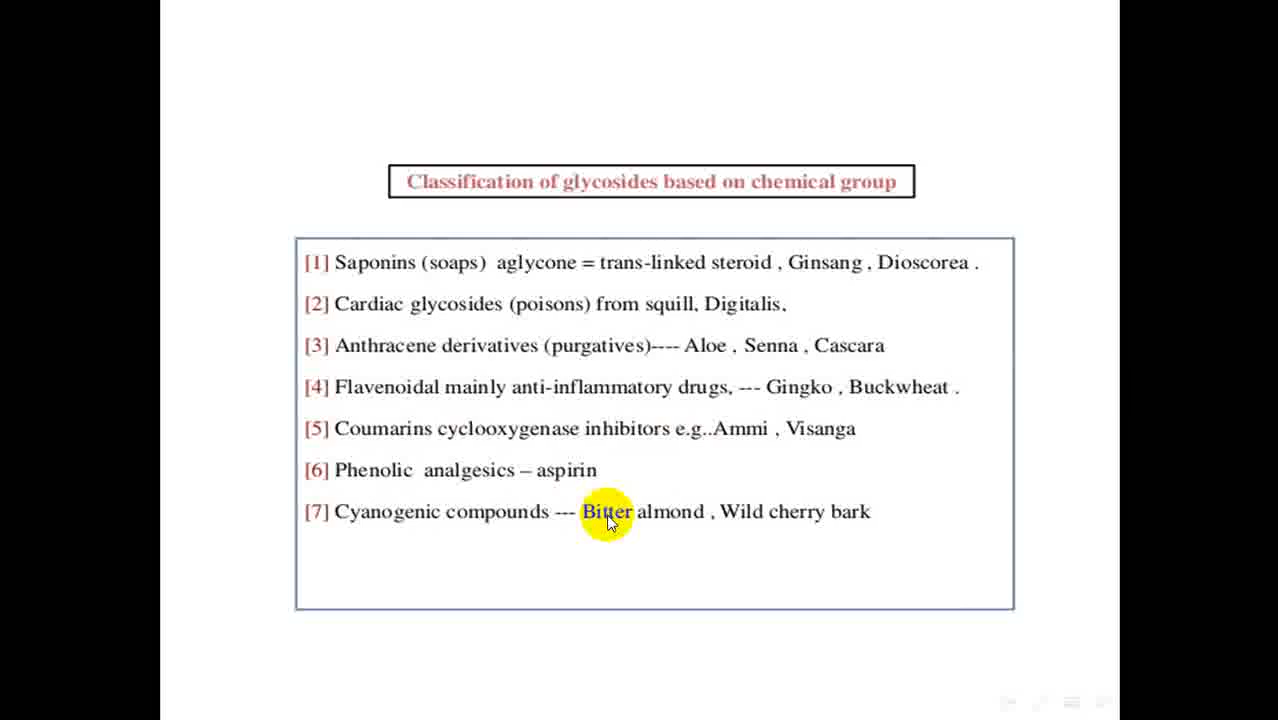 Classification of glycosides based on chemical group
[1] Saponins (soaps) aglycone = trans-linked steroid , Ginsang , Dioscorea .
[2] Cardiac glycosides (poisons) from squill, Digitalis,
[3] Anthracene derivatives (purgatives)---- Aloe , Senna , Cascara
[4] Flavenoidal mainly anti-inflammatory drugs, --- Gingko , Buckwheat .
[5] Coumarins cyclooxygenase inhibitors e.g..Ammi , Visanga
[6] Phenolic analgesics – aspirin
[7] Cyanogenic compounds --- Bitter almond , Wild cherry bark